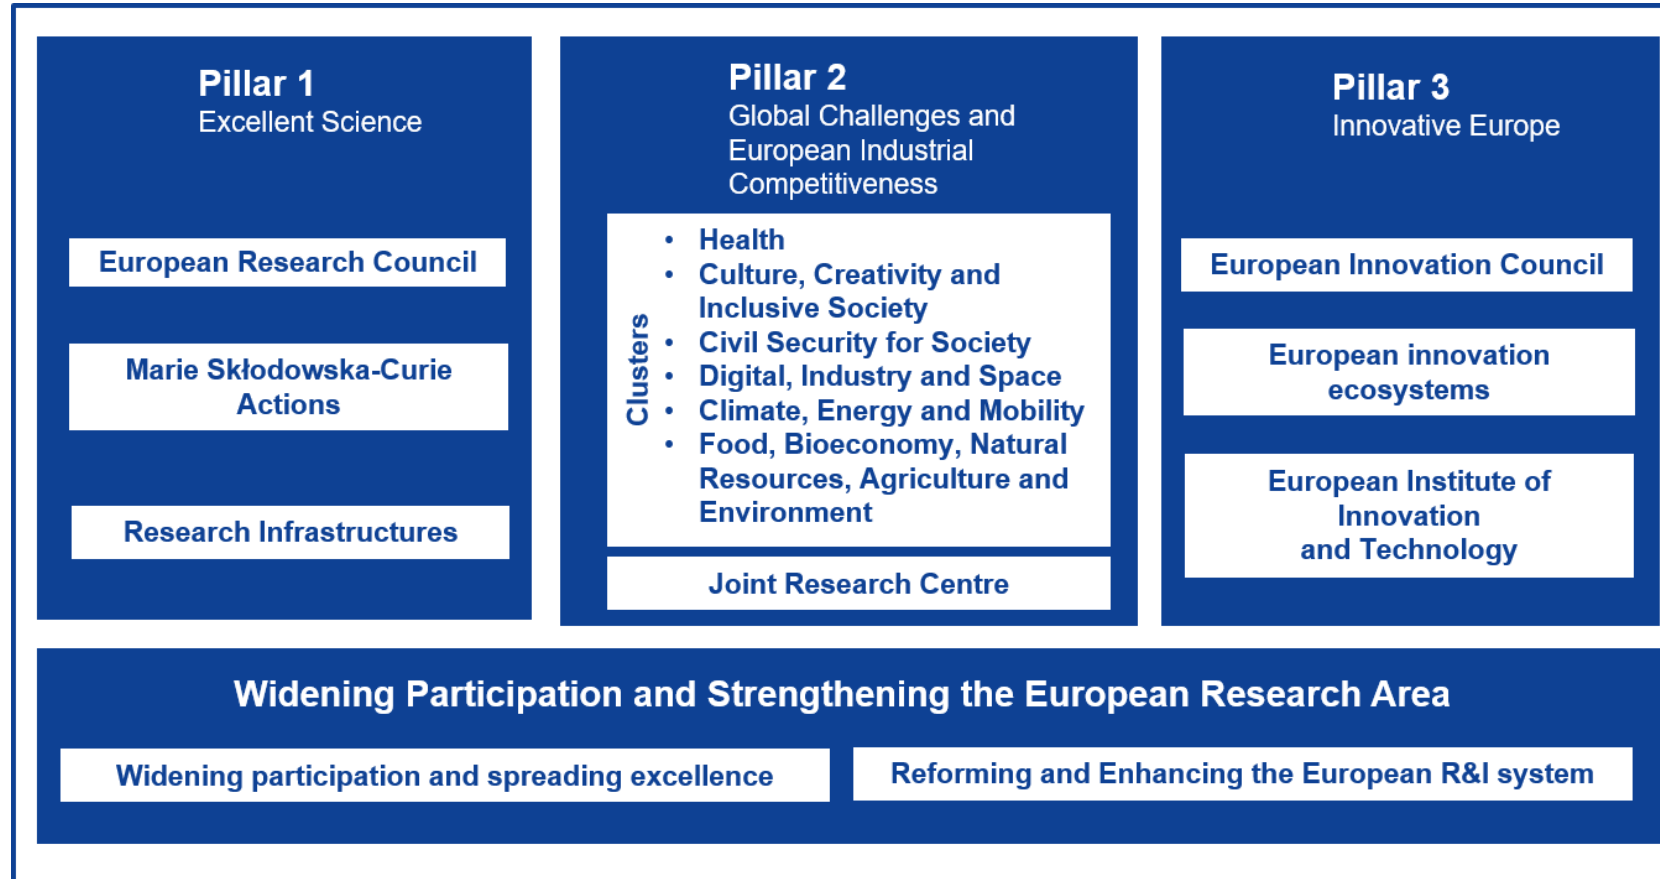 Pillar 1
Excellent Science
European Research Council
Marie Skłodowska-Curie
Actions
Research Infrastructures
Pillar 2
Global Challenges and
European Industrial
Competitiveness
Clusters
• Health
• Culture, Creativity and
Inclusive Society
• Civil Security for Society
• Digital, Industry and Space
• Climate, Energy and Mobility
• Food, Bioeconomy, Natural
Resources, Agriculture and
Environment
Joint Research Centre
Pillar 3
Innovative Europe
European Innovation Council
European innovation
ecosystems
European Institute of
Innovation
and Technology
Widening Participation and Strengthening the European Research Area
Widening participation and spreading excellence
Reforming and Enhancing the European R&I system